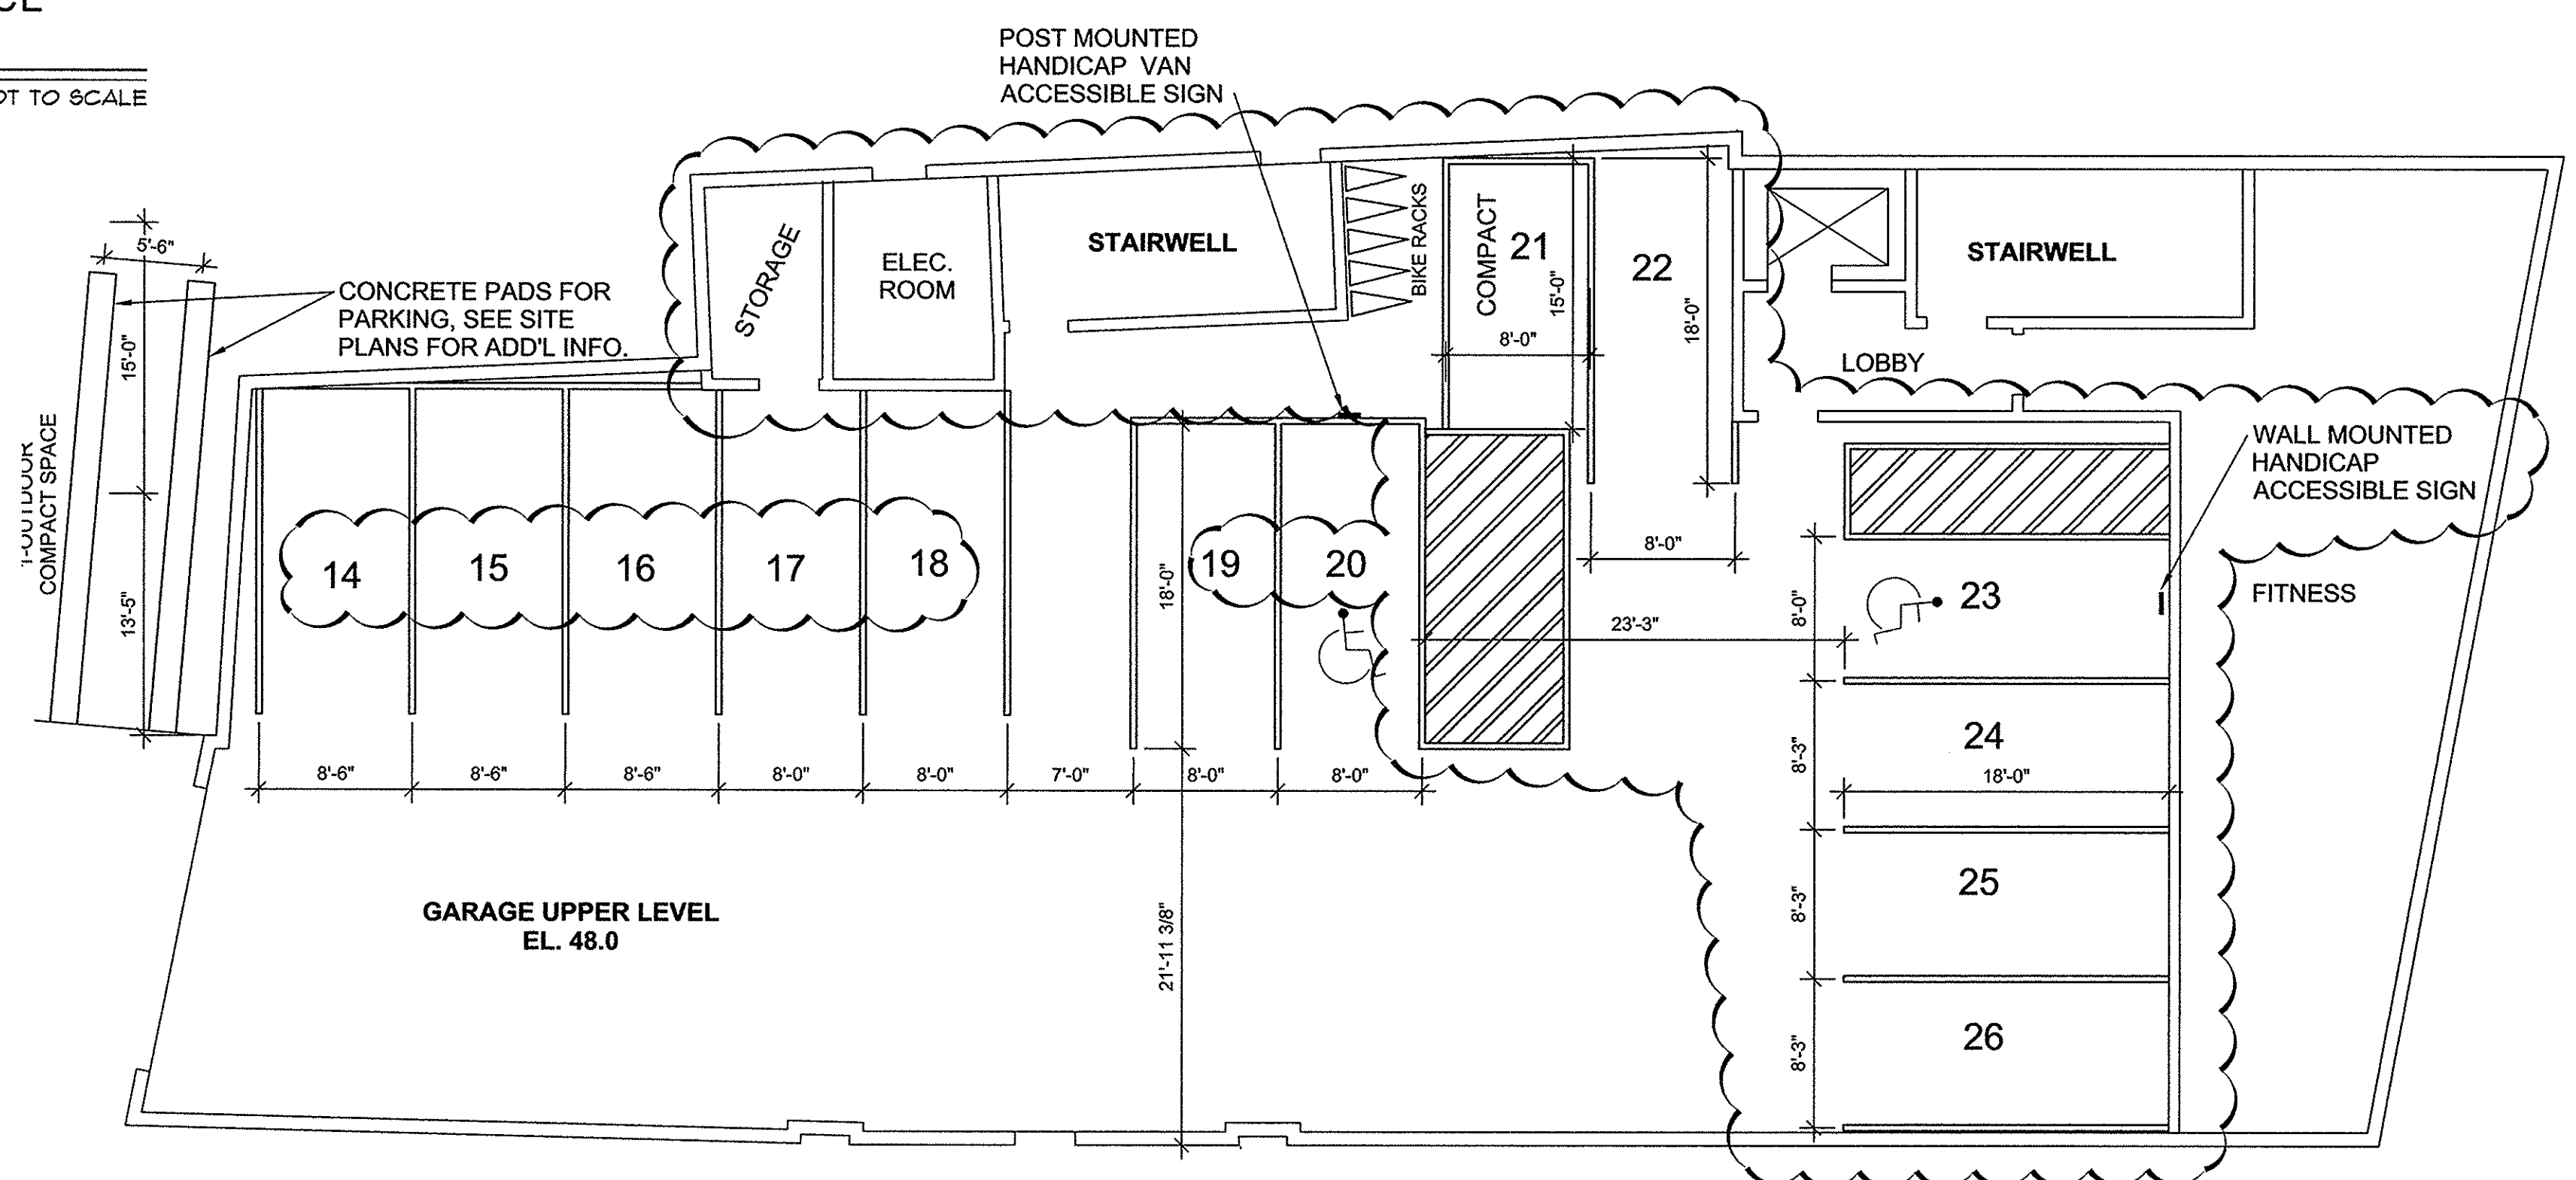 POST MOUNTED
HANDICAP VAN
ACCESSIBLE SIGN
TO SCALE
5'-6"
CONCRETE PADS FOR
PARKING, SEE SITE
PLANS FOR ADD'L INFO.
15'-0"
13'-5"
COMPACT SPACE
STORAGE
ELEC.
ROOM
STAIRWELL
BIKE RACKS
COMPACT
21
15'-0"
8'-0"
22
18'-0"
8'-0"
STAIRWELL
LOBBY
WALL MOUNTED
HANDICAP
ACCESSIBLE SIGN
FITNESS
14
15
16
17
18
19
20
18'-0"
23'-3"
8'-0"
23
8'-3"
24
18'-0"
8'-3"
25
8'-3"
26
8'-6"
8'-6"
8'-6"
8'-0"
8'-0"
7'-0"
8'-0"
8'-0"
21'-11 3/8"
GARAGE UPPER LEVEL
EL. 48.0